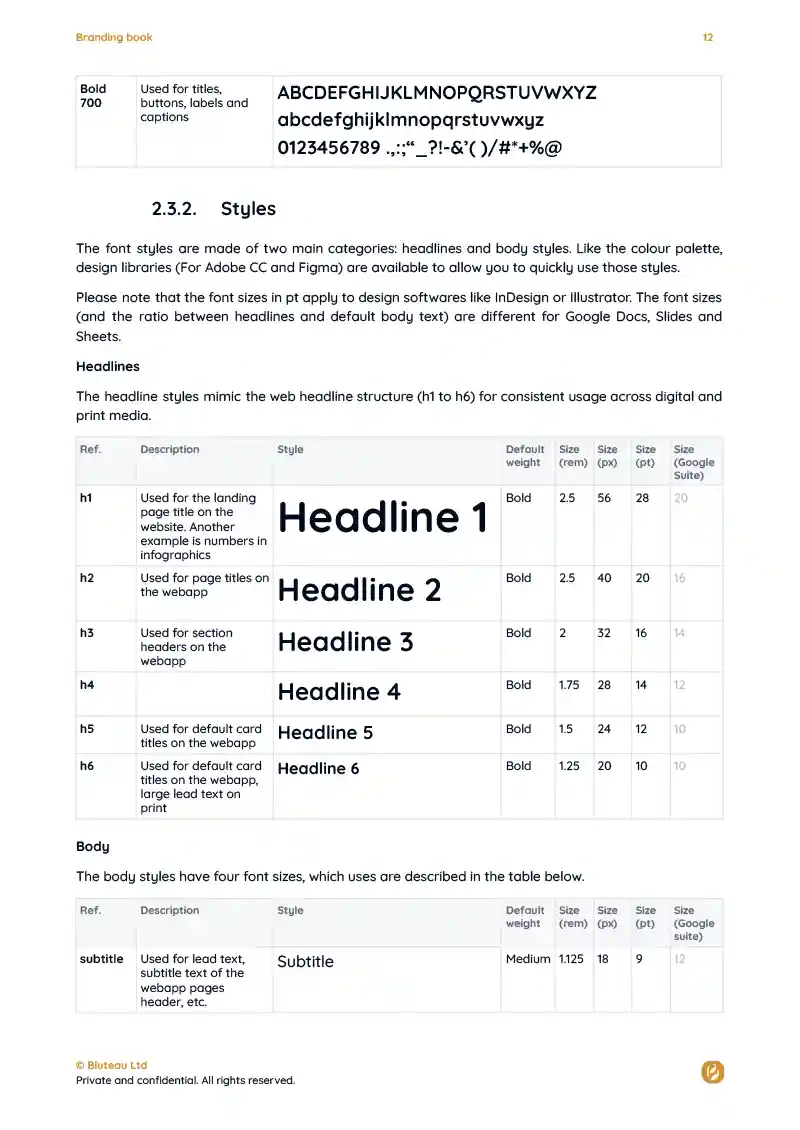 Branding book
12
Bold 700
Used for titles, buttons, labels and captions
ABCDEFGHIJKLMNOPQRSTUVWXYZ
abcdefghijklmnopqrstuvwxyz
0123456789 .,:;“_?!-&’( )/#*+%@
2.3.2. Styles
The font styles are made of two main categories: headlines and body styles. Like the colour palette,
design libraries (For Adobe CC and Figma) are available to allow you to quickly use those styles.
Please note that the font sizes in pt apply to design softwares like InDesign or Illustrator. The font sizes
(and the ratio between headlines and default body text) are different for Google Docs, Slides and
Sheets.
Headlines
The headline styles mimic the web headline structure (h1 to h6) for consistent usage across digital and
print media.
Ref. Description Style Default weight Size (rem) Size (px) Size (pt) Size (Google Suite)
h1 Used for the landing page title on the website. Another example is numbers in infographics Headline 1 Bold 2.5 56 28 20
h2 Used for page titles on the webapp Headline 2 Bold 2.5 40 20 16
h3 Used for section headers on the webapp Headline 3 Bold 2 32 16 14
h4 Headline 4 Bold 1.75 28 14 12
h5 Used for default card titles on the webapp Headline 5 Bold 1.5 24 12 10
h6 Used for default card titles on the webapp, large lead text on print Headline 6 Bold 1.25 20 10 10
Body
The body styles have four font sizes, which uses are described in the table below.
Ref. Description Style Default weight Size (rem) Size (px) Size (pt) Size (Google suite)
subtitle Used for lead text, subtitle text of the webapp pages header, etc. Subtitle Medium 1.125 18 9 12
© Bluteau Ltd
Private and confidential. All rights reserved.